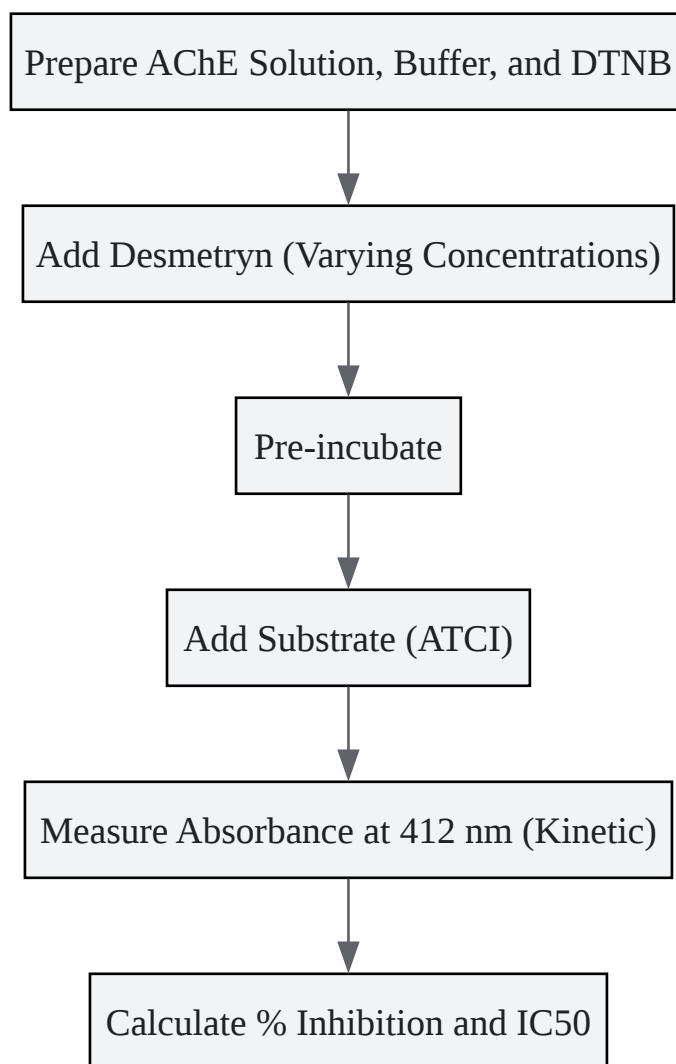 Prepare AChE Solution, Buffer, and DTNB
Add Desmetryn (Varying Concentrations)
Pre-incubate
Add Substrate (ATCI)
Measure Absorbance at 412 nm (Kinetic)
Calculate % Inhibition and IC50